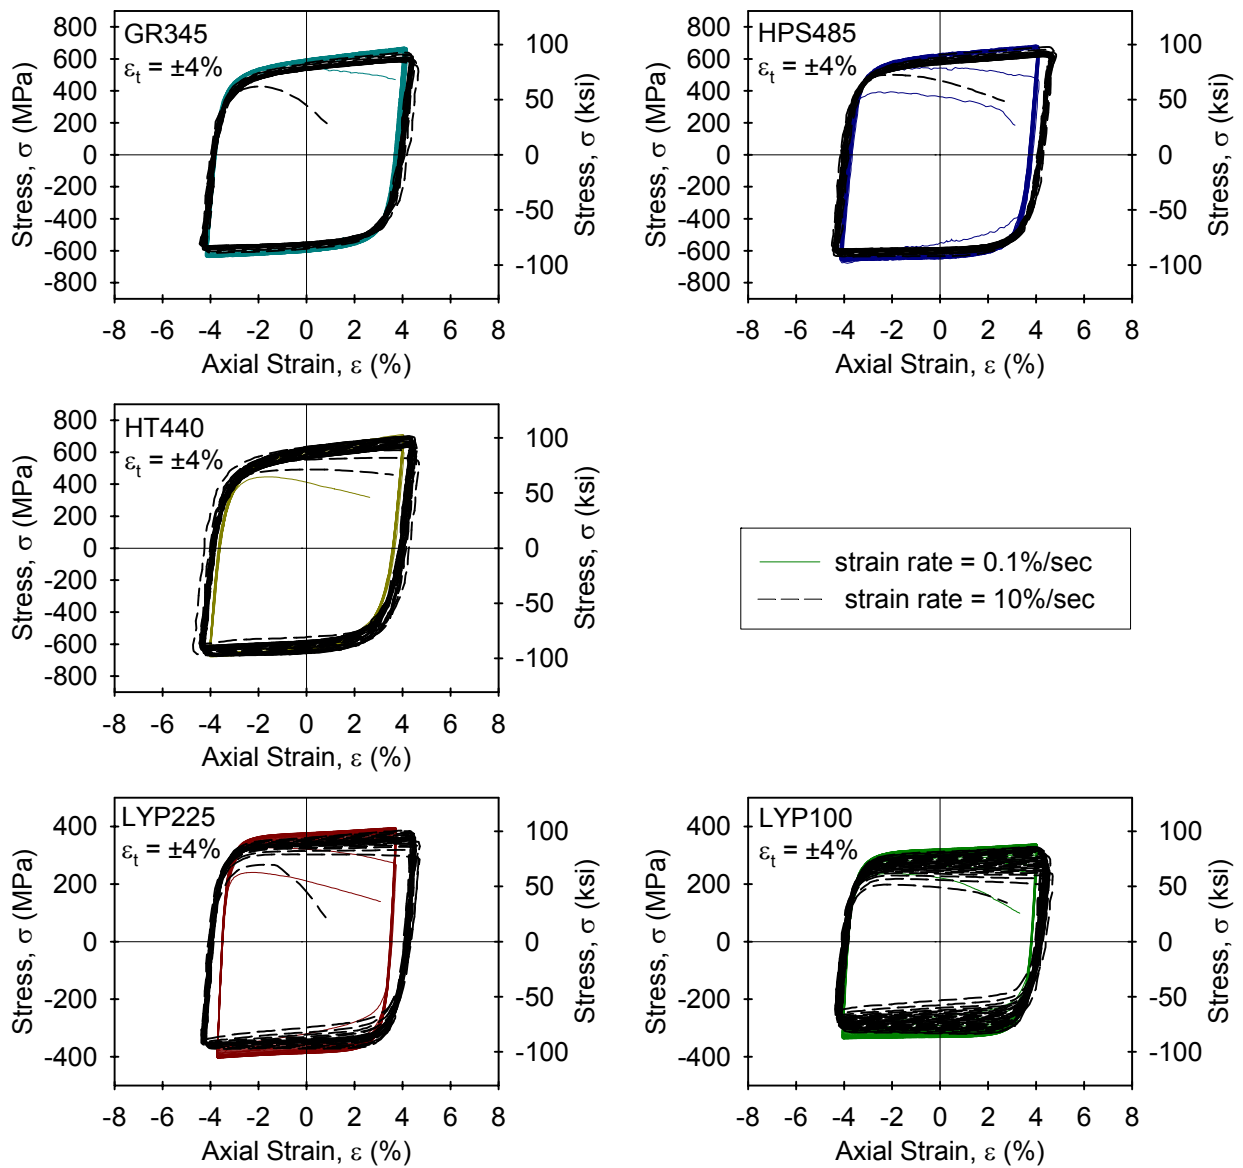 GR345
εt = ±4%
800
600
400
200
0
-200
-400
-600
-800
100
50
0
-50
-100
Stress, σ (MPa)
Stress, σ (ksi)
-8 -6 -4 -2 0 2 4 6 8
Axial Strain, ε (%)
HPS485
εt = ±4%
800
600
400
200
0
-200
-400
-600
-800
100
50
0
-50
-100
Stress, σ (MPa)
Stress, σ (ksi)
-8 -6 -4 -2 0 2 4 6 8
Axial Strain, ε (%)
HT440
εt = ±4%
800
600
400
200
0
-200
-400
-600
-800
100
50
0
-50
-100
Stress, σ (MPa)
Stress, σ (ksi)
-8 -6 -4 -2 0 2 4 6 8
Axial Strain, ε (%)
strain rate = 0.1%/sec
strain rate = 10%/sec
LYP225
εt = ±4%
400
200
0
-200
-400
100
50
0
-50
-100
Stress, σ (MPa)
Stress, σ (ksi)
-8 -6 -4 -2 0 2 4 6 8
Axial Strain, ε (%)
LYP100
εt = ±4%
400
200
0
-200
-400
100
50
0
-50
-100
Stress, σ (MPa)
Stress, σ (ksi)
-8 -6 -4 -2 0 2 4 6 8
Axial Strain, ε (%)